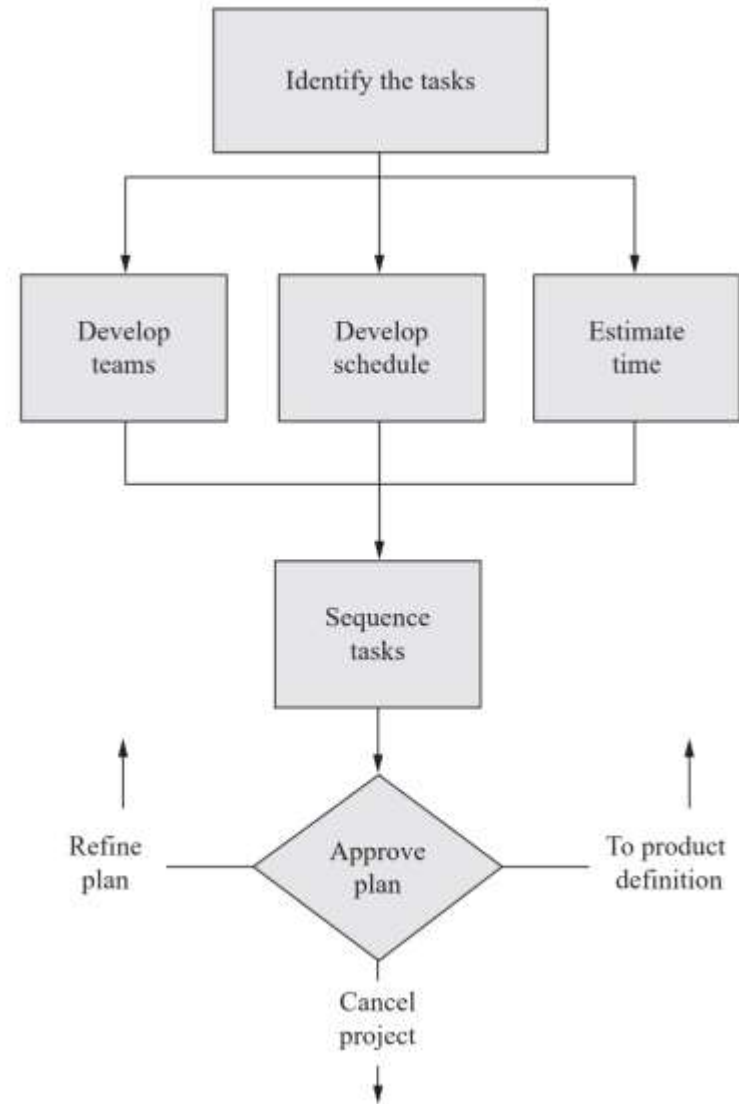 Identify the tasks
Develop
teams
Develop
schedule
Estimate
time
Sequence
tasks
Refine
plan
Approve
plan
To product
definition
Cancel
project